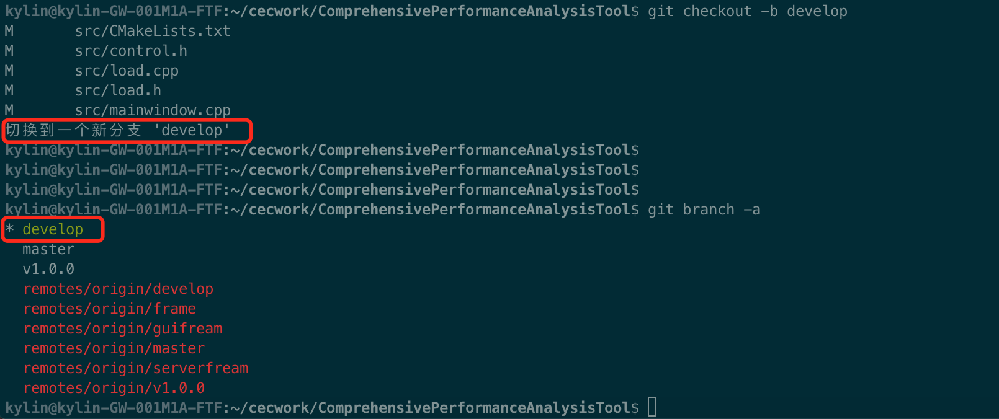 kylin@kylin-GW-001M1A-FTF:~/cecwork/ComprehensivePerformanceAnalysisTool$ git checkout -b develop
M       src/CMakeLists.txt
M       src/control.h
M       src/load.cpp
M       src/load.h
M       src/mainwindow.cpp
切换到一个新分支 'develop'
kylin@kylin-GW-001M1A-FTF:~/cecwork/ComprehensivePerformanceAnalysisTool$
kylin@kylin-GW-001M1A-FTF:~/cecwork/ComprehensivePerformanceAnalysisTool$
kylin@kylin-GW-001M1A-FTF:~/cecwork/ComprehensivePerformanceAnalysisTool$
kylin@kylin-GW-001M1A-FTF:~/cecwork/ComprehensivePerformanceAnalysisTool$ git branch -a
* develop
  master
  v1.0.0
  remotes/origin/develop
  remotes/origin/frame
  remotes/origin/guifream
  remotes/origin/master
  remotes/origin/serverfream
  remotes/origin/v1.0.0
kylin@kylin-GW-001M1A-FTF:~/cecwork/ComprehensivePerformanceAnalysisTool$